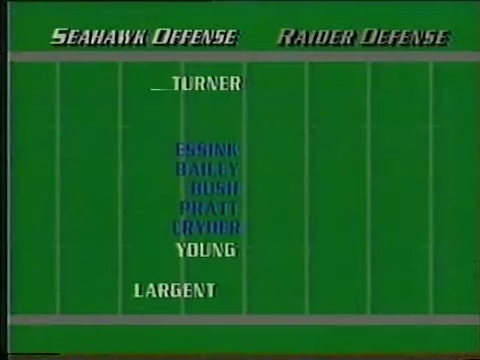 SEAHAWK OFFENSE RAIDER DEFENSE
TURNER
ESSINK
BAILEY
BUSH
PRATT
CRYDER
YOUNG
LARGENT